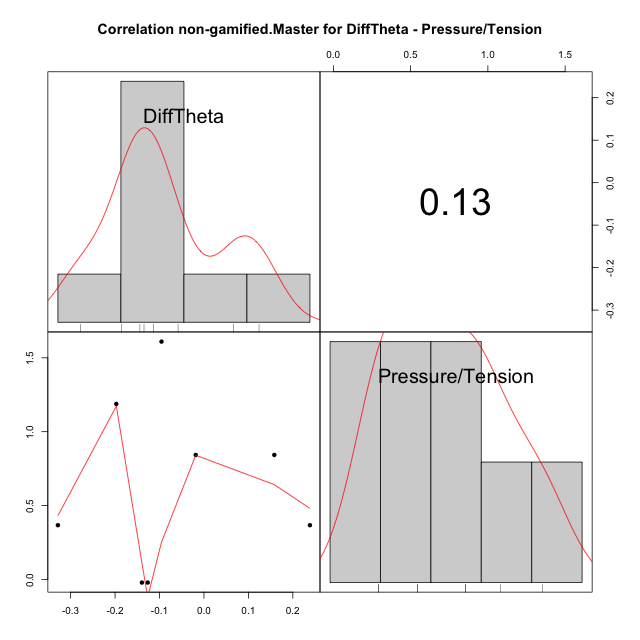 Correlation non-gamified.Master for DiffTheta - Pressure/Tension
0.0 0.5 1.0 1.5
DiffTheta
0.13
0.2
0.1
0.0
-0.1
-0.2
-0.3
Pressure/Tension
1.5
1.0
0.5
0.0
-0.3 -0.2 -0.1 0.0 0.1 0.2